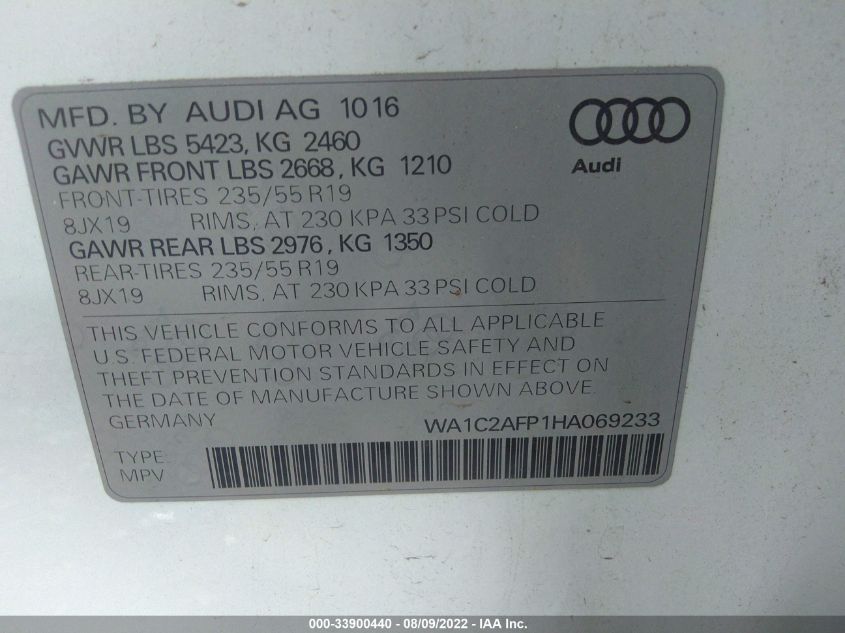 MFD. BY AUDI AG 1016
GVWR LBS 5423, KG 2460
GAWR FRONT LBS 2668, KG 1210
FRONT-TIRES 235/55 R19
8JX19 RIMS, AT 230 KPA 33 PSI COLD
GAWR REAR LBS 2976, KG 1350
REAR-TIRES 235/55 R19
8JX19 RIMS, AT 230 KPA 33 PSI COLD
Audi
THIS VEHICLE CONFORMS TO ALL APPLICABLE
U.S. FEDERAL MOTOR VEHICLE SAFETY AND
THEFT PREVENTION STANDARDS IN EFFECT ON
THE DATE OF MANUFACTURE SHOWN ABOVE.
GERMANY WA1C2AFP1HA069233
TYPE:
MPV
000-33900440 - 08/09/2022 - IAA Inc.